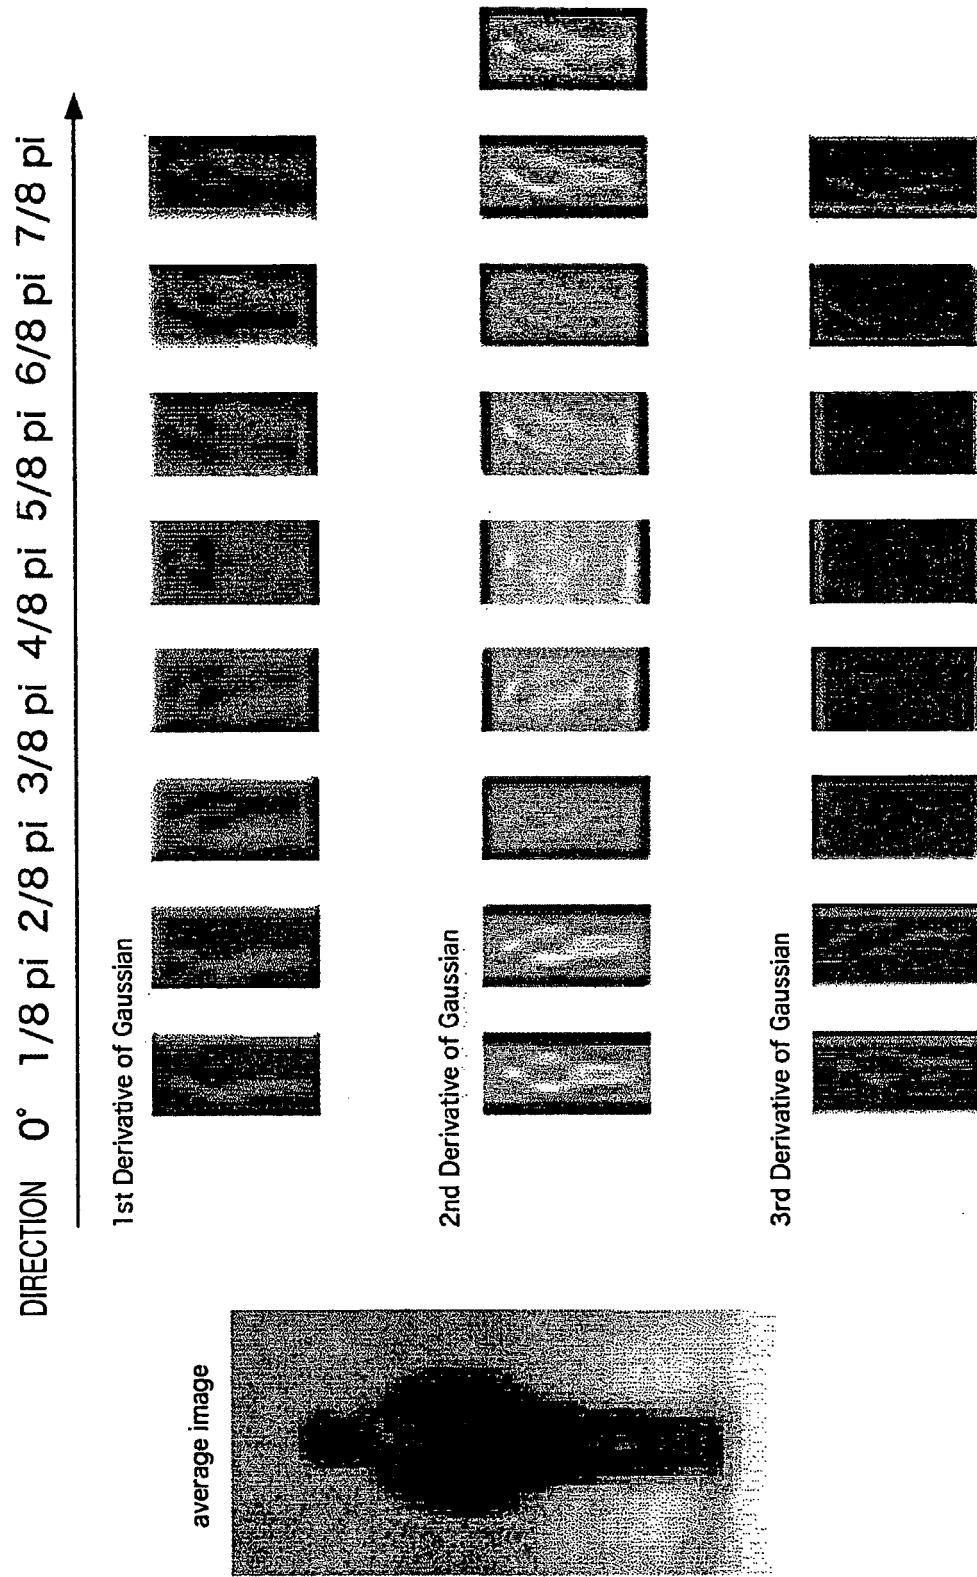 DIRECTION 0° 1/8 pi 2/8 pi 3/8 pi 4/8 pi 5/8 pi 6/8 pi 7/8 pi
1st Derivative of Gaussian
average image
2nd Derivative of Gaussian
3rd Derivative of Gaussian